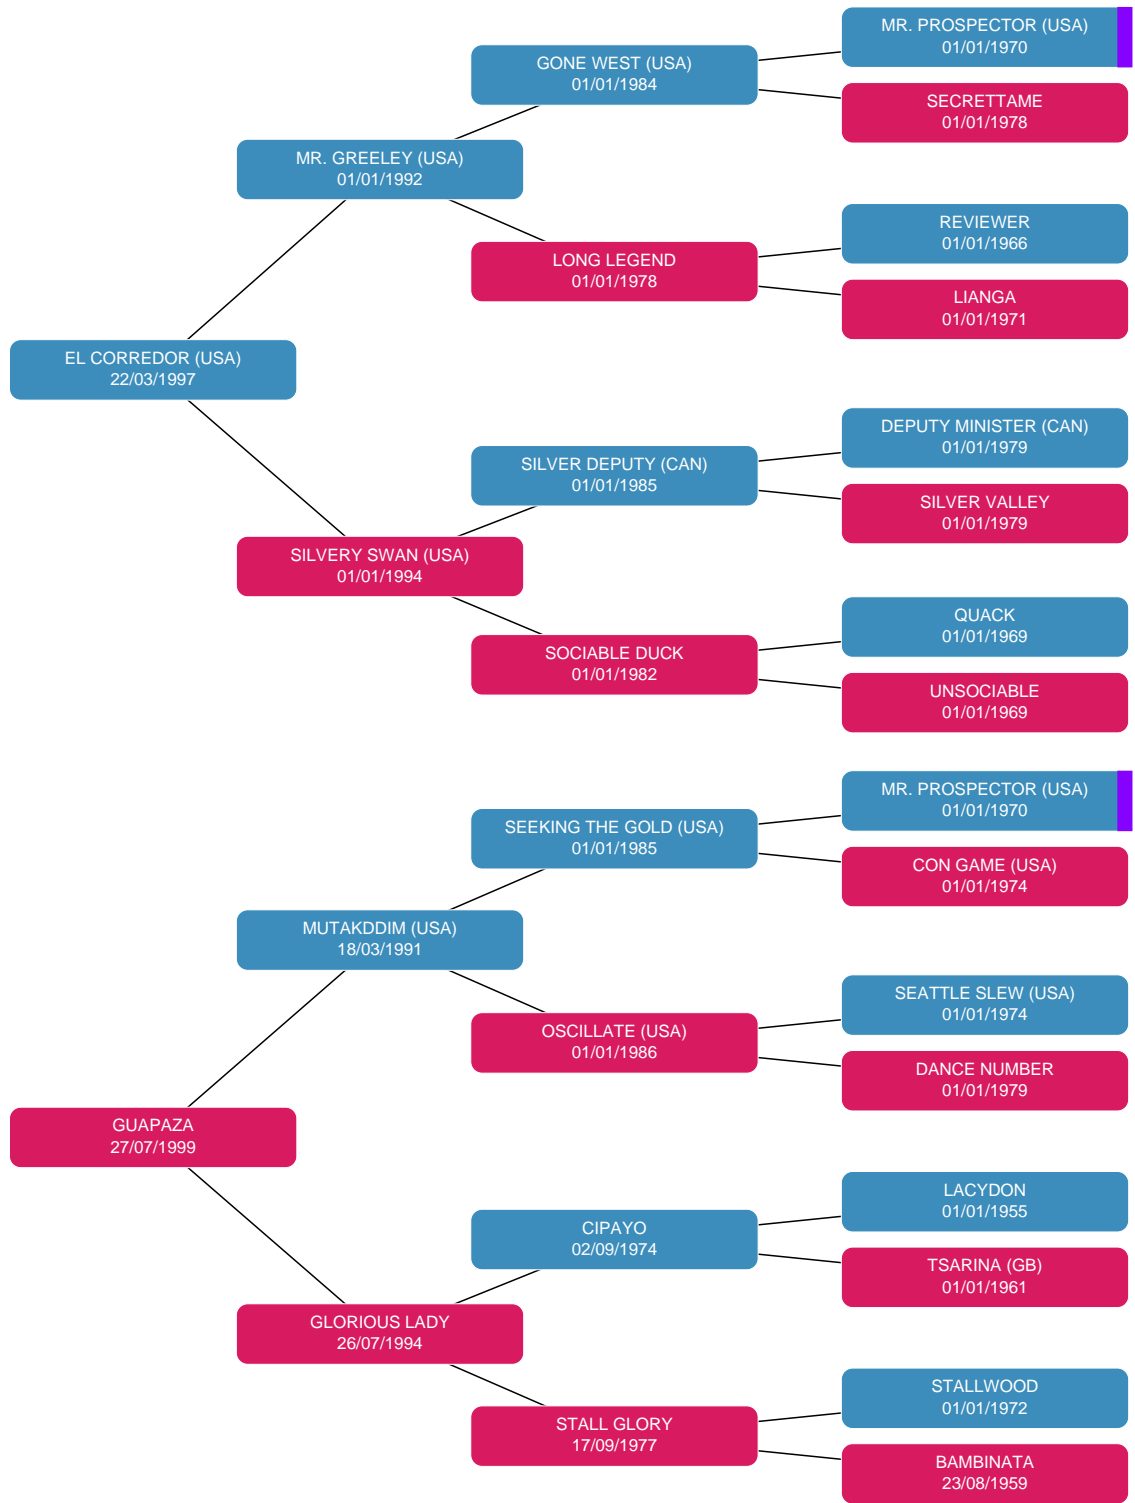 MR. PROSPECTOR (USA)
01/01/1970
GONE WEST (USA)
01/01/1984
SECRETTAME
01/01/1978
MR. GREELEY (USA)
01/01/1992
REVIEWER
01/01/1966
LONG LEGEND
01/01/1978
LIANGA
01/01/1971
EL CORREDOR (USA)
22/03/1997
DEPUTY MINISTER (CAN)
01/01/1979
SILVER DEPUTY (CAN)
01/01/1985
SILVER VALLEY
01/01/1979
SILVERY SWAN (USA)
01/01/1994
QUACK
01/01/1969
SOCIABLE DUCK
01/01/1982
UNSOCIABLE
01/01/1969
MR. PROSPECTOR (USA)
01/01/1970
SEEKING THE GOLD (USA)
01/01/1985
CON GAME (USA)
01/01/1974
MUTAKDDIM (USA)
18/03/1991
SEATTLE SLEW (USA)
01/01/1974
OSCILLATE (USA)
01/01/1986
DANCE NUMBER
01/01/1979
GUAPAZA
27/07/1999
LACYDON
01/01/1955
CIPAYO
02/09/1974
TSARINA (GB)
01/01/1961
GLORIOUS LADY
26/07/1994
STALLWOOD
01/01/1972
STALL GLORY
17/09/1977
BAMBINATA
23/08/1959